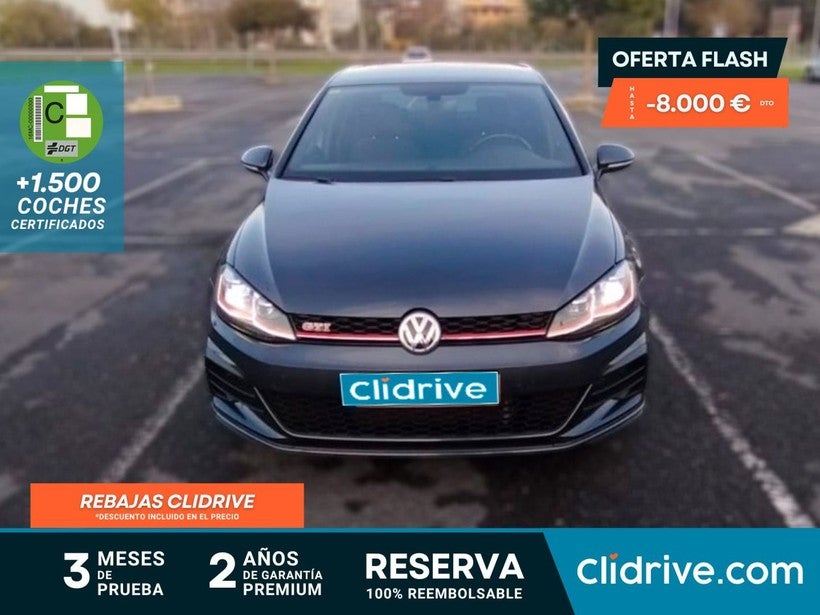 C
DGT
+1.500
COCHES
CERTIFICADOS
OFERTA FLASH
HASTA
-8.000 €
DTO
GTI
Clidrive
REBAJAS CLIDRIVE
*DESCUENTO INCLUIDO EN EL PRECIO
3 MESES
DE
PRUEBA
2 AÑOS
DE GARANTÍA
PREMIUM
RESERVA
100% REEMBOLSABLE
Clidrive.com